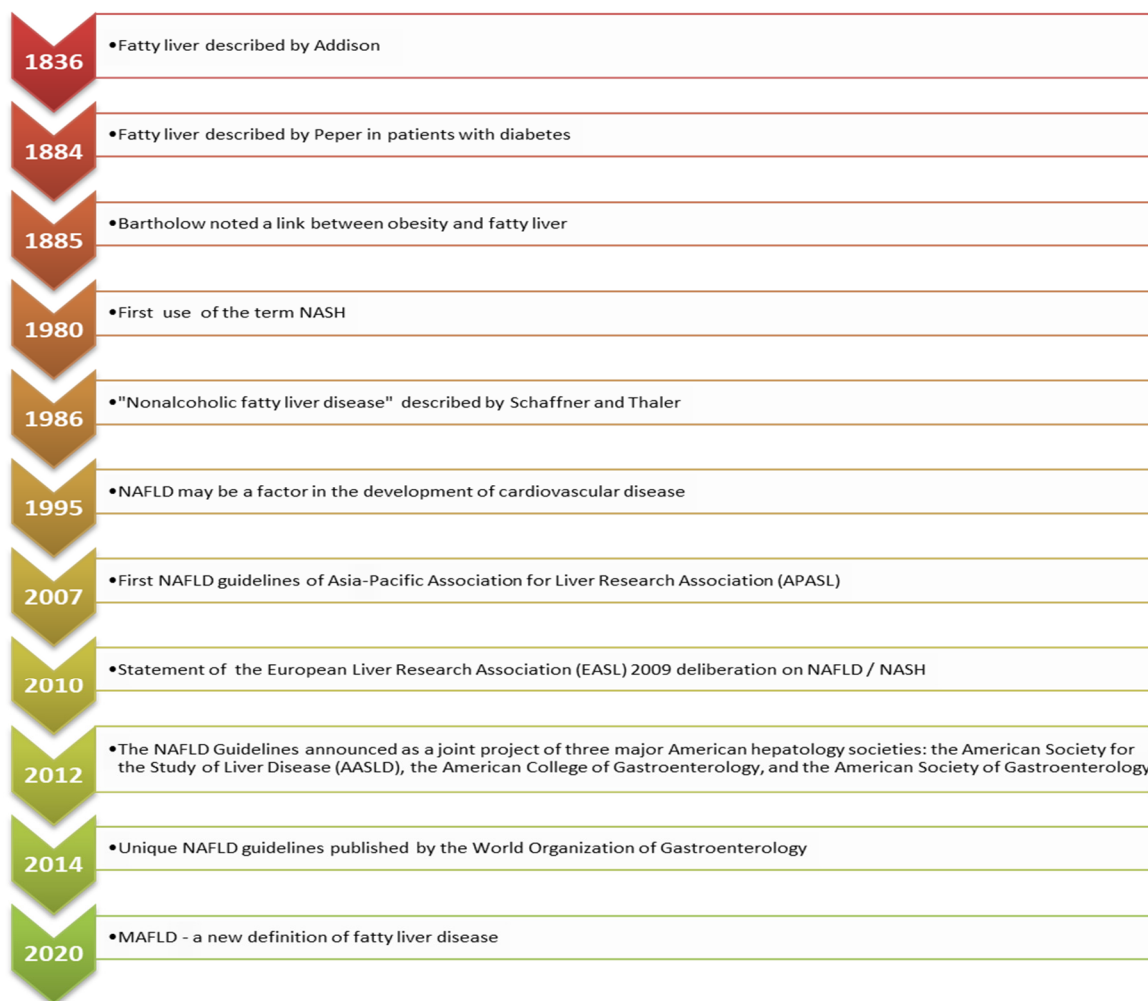 1836
•Fatty liver described by Addison
1884
•Fatty liver described by Peper in patients with diabetes
1885
•Bartholow noted a link between obesity and fatty liver
1980
•First use of the term NASH
1986
•"Nonalcoholic fatty liver disease" described by Schaffner and Thaler
1995
•NAFLD may be a factor in the development of cardiovascular disease
2007
•First NAFLD guidelines of Asia-Pacific Association for Liver Research Association (APASL)
2010
•Statement of the European Liver Research Association (EASL) 2009 deliberation on NAFLD / NASH
2012
•The NAFLD Guidelines announced as a joint project of three major American hepatology societies: the American Society for
the Study of Liver Disease (AASLD), the American College of Gastroenterology, and the American Society of Gastroenterology
2014
•Unique NAFLD guidelines published by the World Organization of Gastroenterology
2020
•MAFLD - a new definition of fatty liver disease